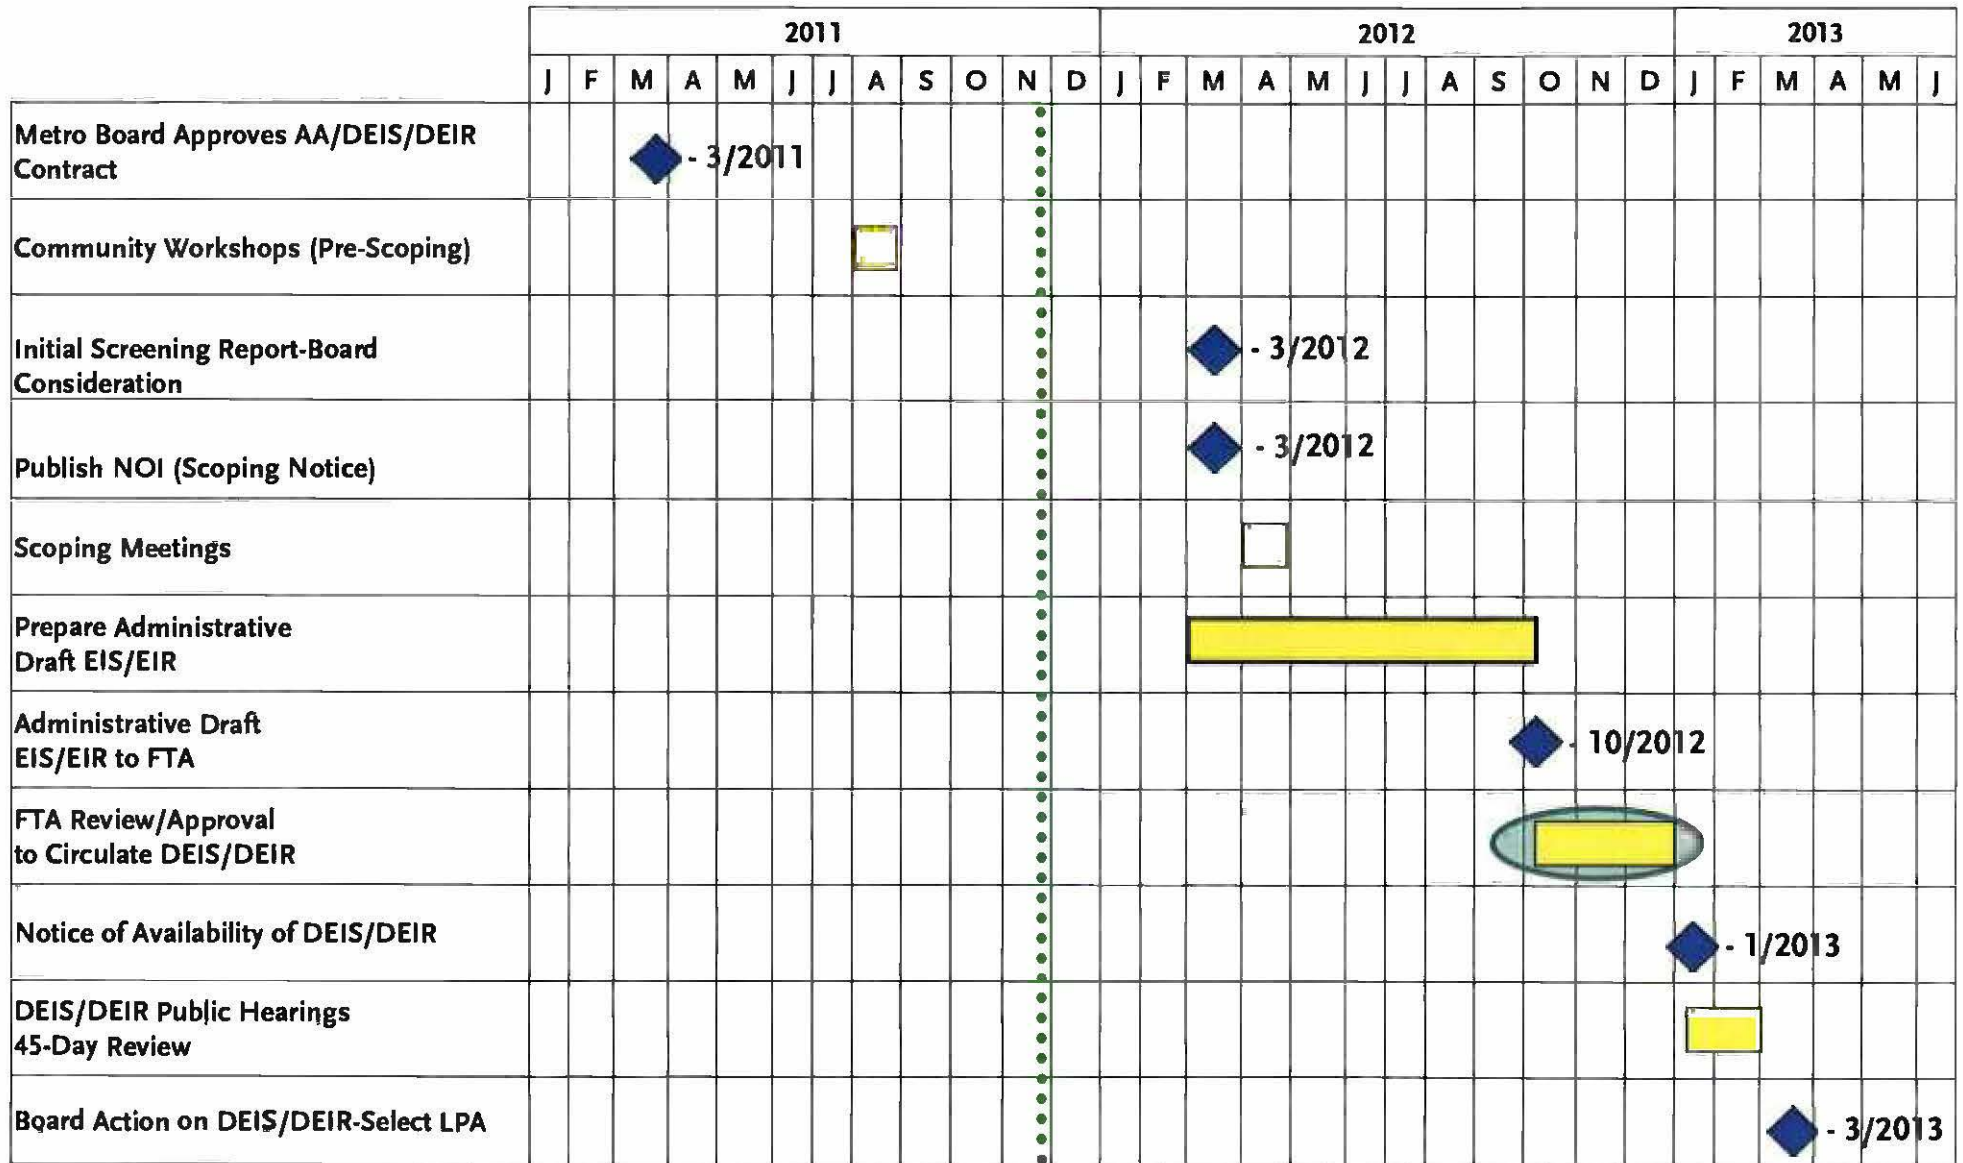 2011 2012 2013
J F M A M J J A S O N D J F M A M J J A S O N D J F M A M J
Metro Board Approves AA/DEIS/DEIR
Contract
- 3/2011
Community Workshops (Pre-Scoping)
Initial Screening Report-Board
Consideration
- 3/2012
Publish NOI (Scoping Notice)
- 3/2012
Scoping Meetings
Prepare Administrative
Draft EIS/EIR
Administrative Draft
EIS/EIR to FTA
- 10/2012
FTA Review/Approval
to Circulate DEIS/DEIR
Notice of Availability of DEIS/DEIR
- 1/2013
DEIS/DEIR Public Hearings
45-Day Review
Board Action on DEIS/DEIR-Select LPA
- 3/2013